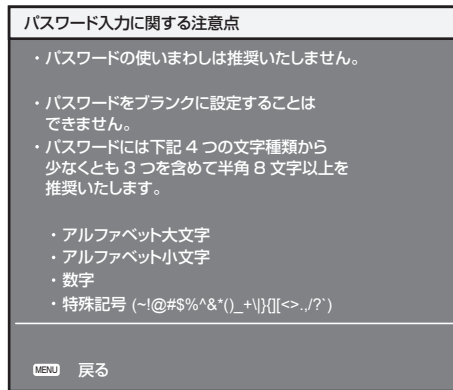 パスワード入力に関する注意点
・パスワードの使いまわしは推奨いたしません。
・パスワードをブランクに設定することは
できません。
・パスワードには下記 4 つの文字種類から
少なくとも 3 つを含めて半角 8 文字以上を
推奨いたします。
・アルファベット大文字
・アルファベット小文字
・数字
・特殊記号 (~!@#$%^&*()_+\|}{][<>.,/?`)
MENU 戻る